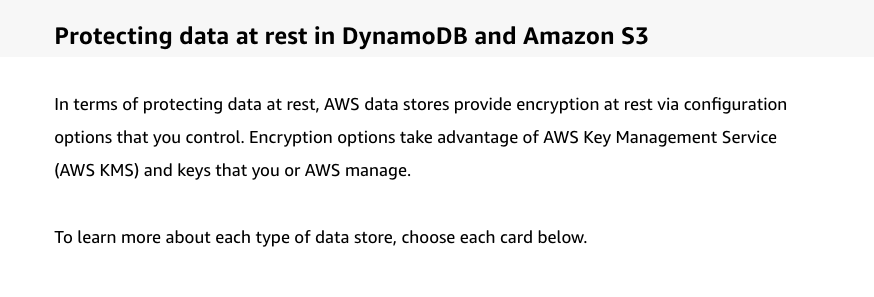 Protecting data at rest in DynamoDB and Amazon S3
In terms of protecting data at rest, AWS data stores provide encryption at rest via configuration
options that you control. Encryption options take advantage of AWS Key Management Service
(AWS KMS) and keys that you or AWS manage.
To learn more about each type of data store, choose each card below.